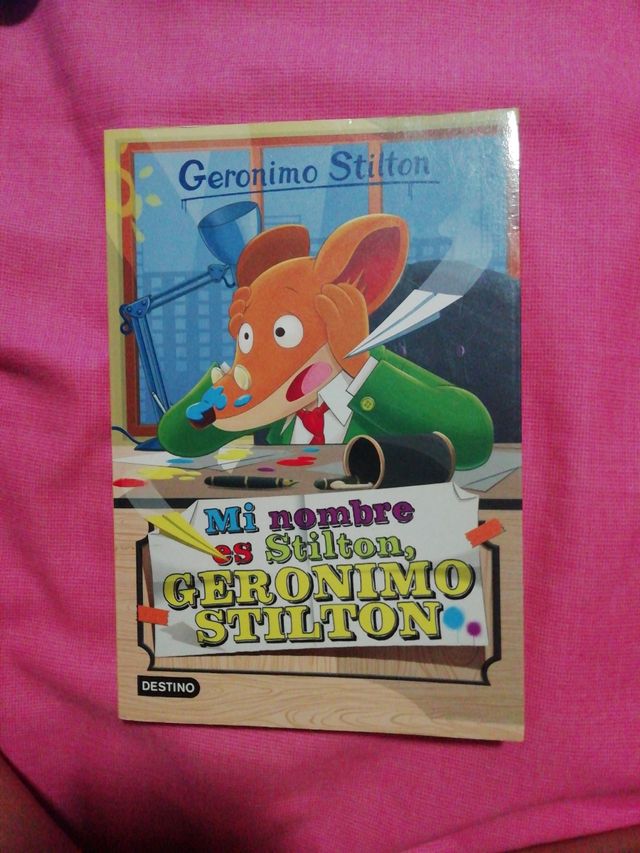 Geronimo Stilton
Mi nombre
es Stilton,
GERONIMO
STILTON
DESTINO